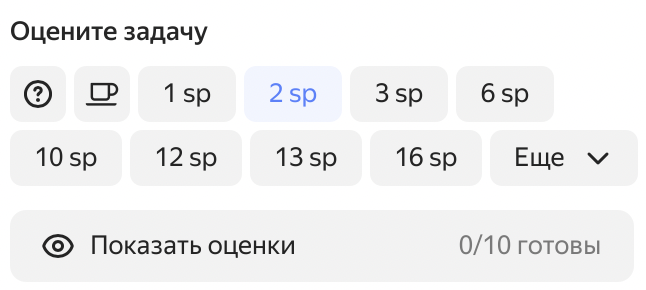 Оцените задачу
1 sp 2 sp 3 sp 6 sp
10 sp 12 sp 13 sp 16 sp Еще
Показать оценки 0/10 готовы